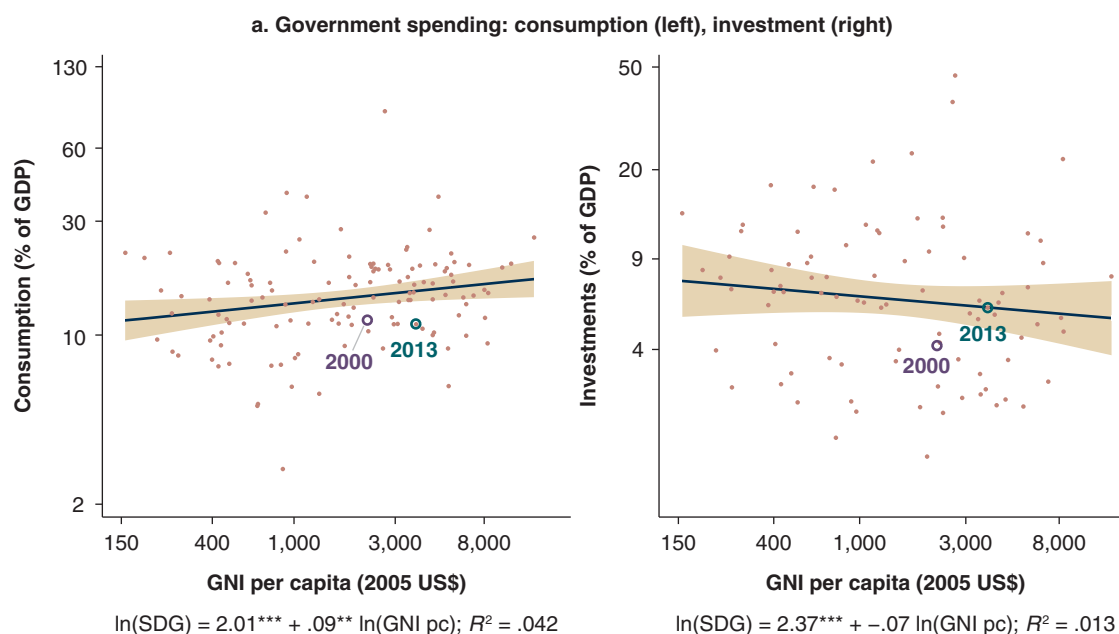 a. Government spending: consumption (left), investment (right)
Consumption (% of GDP)
130
60
30
10
2
2000
2013
150 400 1,000 3,000 8,000
GNI per capita (2005 US$)
ln(SDG) = 2.01*** + .09** ln(GNI pc); R² = .042
Investments (% of GDP)
50
20
9
4
2013
2000
150 400 1,000 3,000 8,000
GNI per capita (2005 US$)
ln(SDG) = 2.37*** + –.07 ln(GNI pc); R² = .013